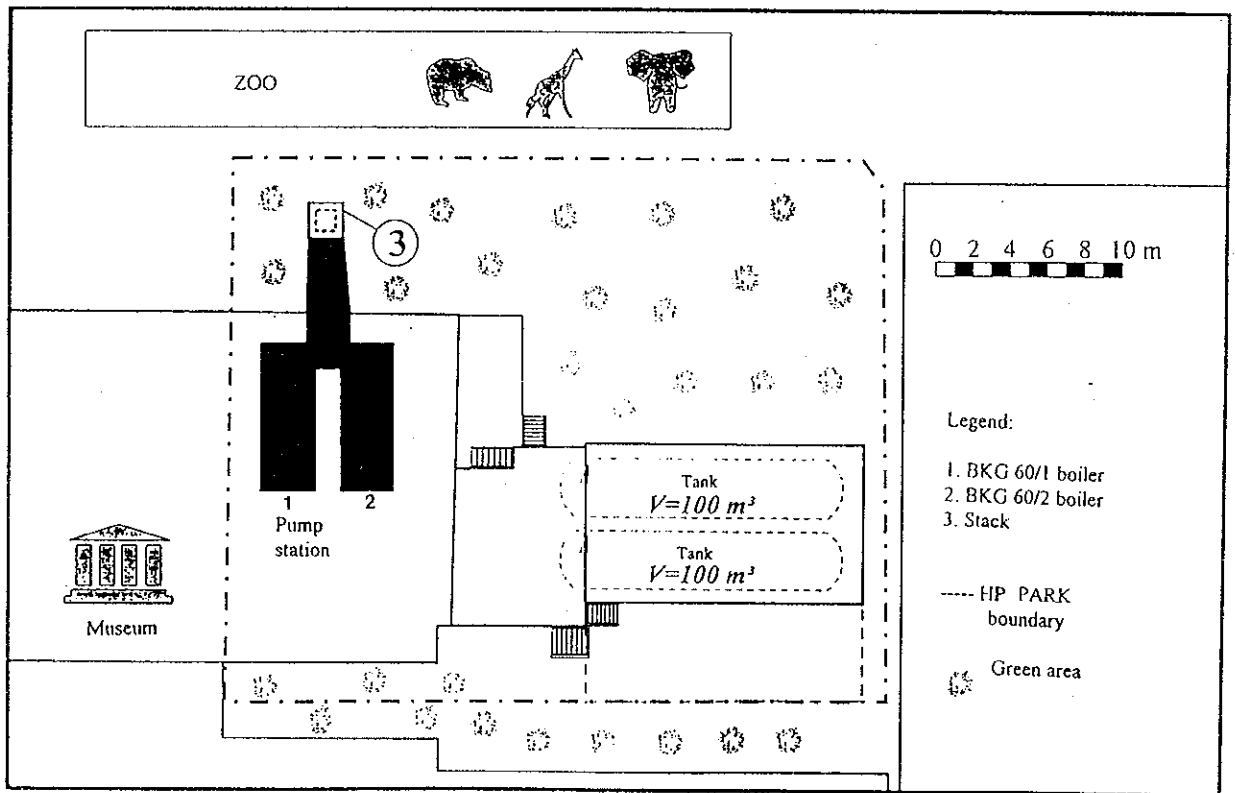 ZOO
3
0 2 4 6 8 10 m
Legend:
1. BKG 60/1 boiler
2. BKG 60/2 boiler
3. Stack
Tank
V=100 m³
Tank
V=100 m³
1 2
Pump
station
Museum
----- HP PARK
boundary
Green area